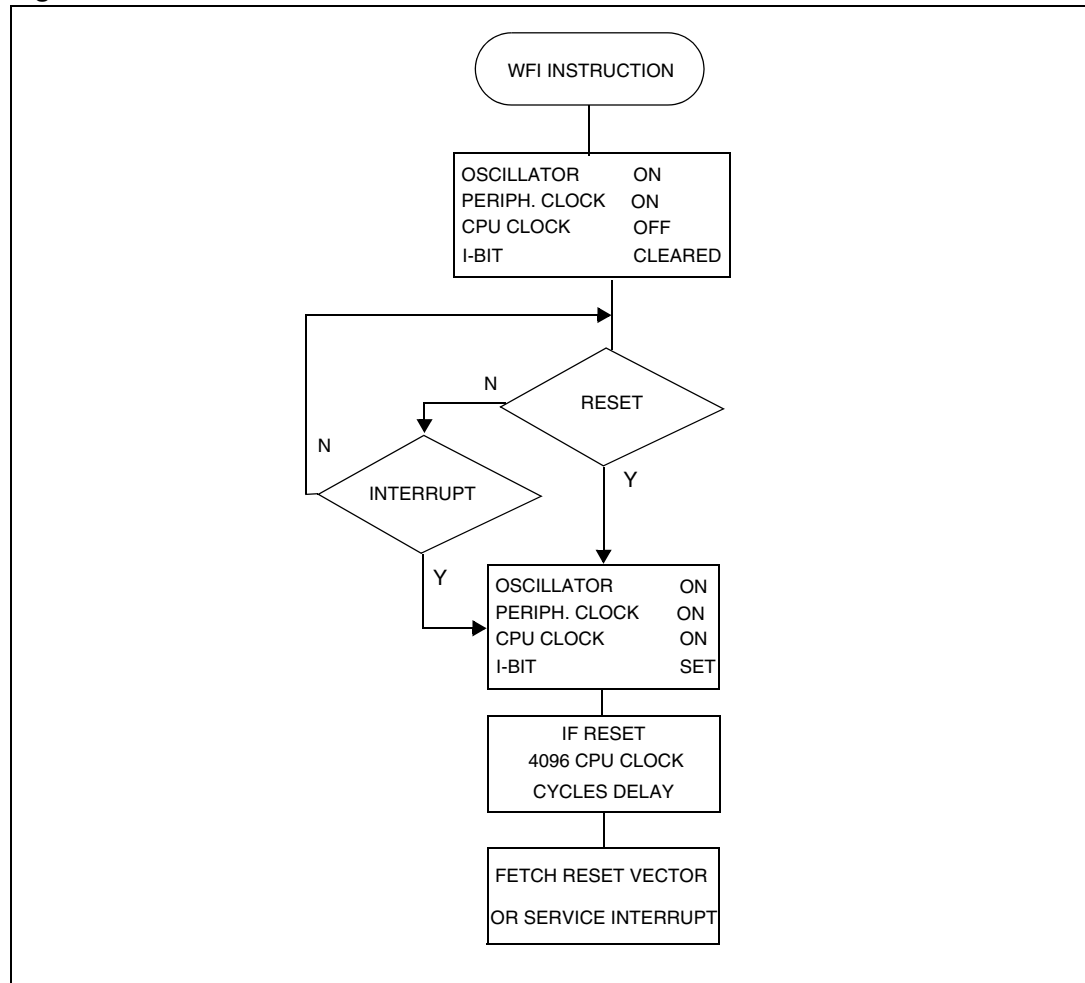 WFI INSTRUCTION
OSCILLATOR ON
PERIPH. CLOCK ON
CPU CLOCK OFF
I-BIT CLEARED
N
RESET
N
INTERRUPT
Y
Y
OSCILLATOR ON
PERIPH. CLOCK ON
CPU CLOCK ON
I-BIT SET
IF RESET
4096 CPU CLOCK
CYCLES DELAY
FETCH RESET VECTOR
OR SERVICE INTERRUPT